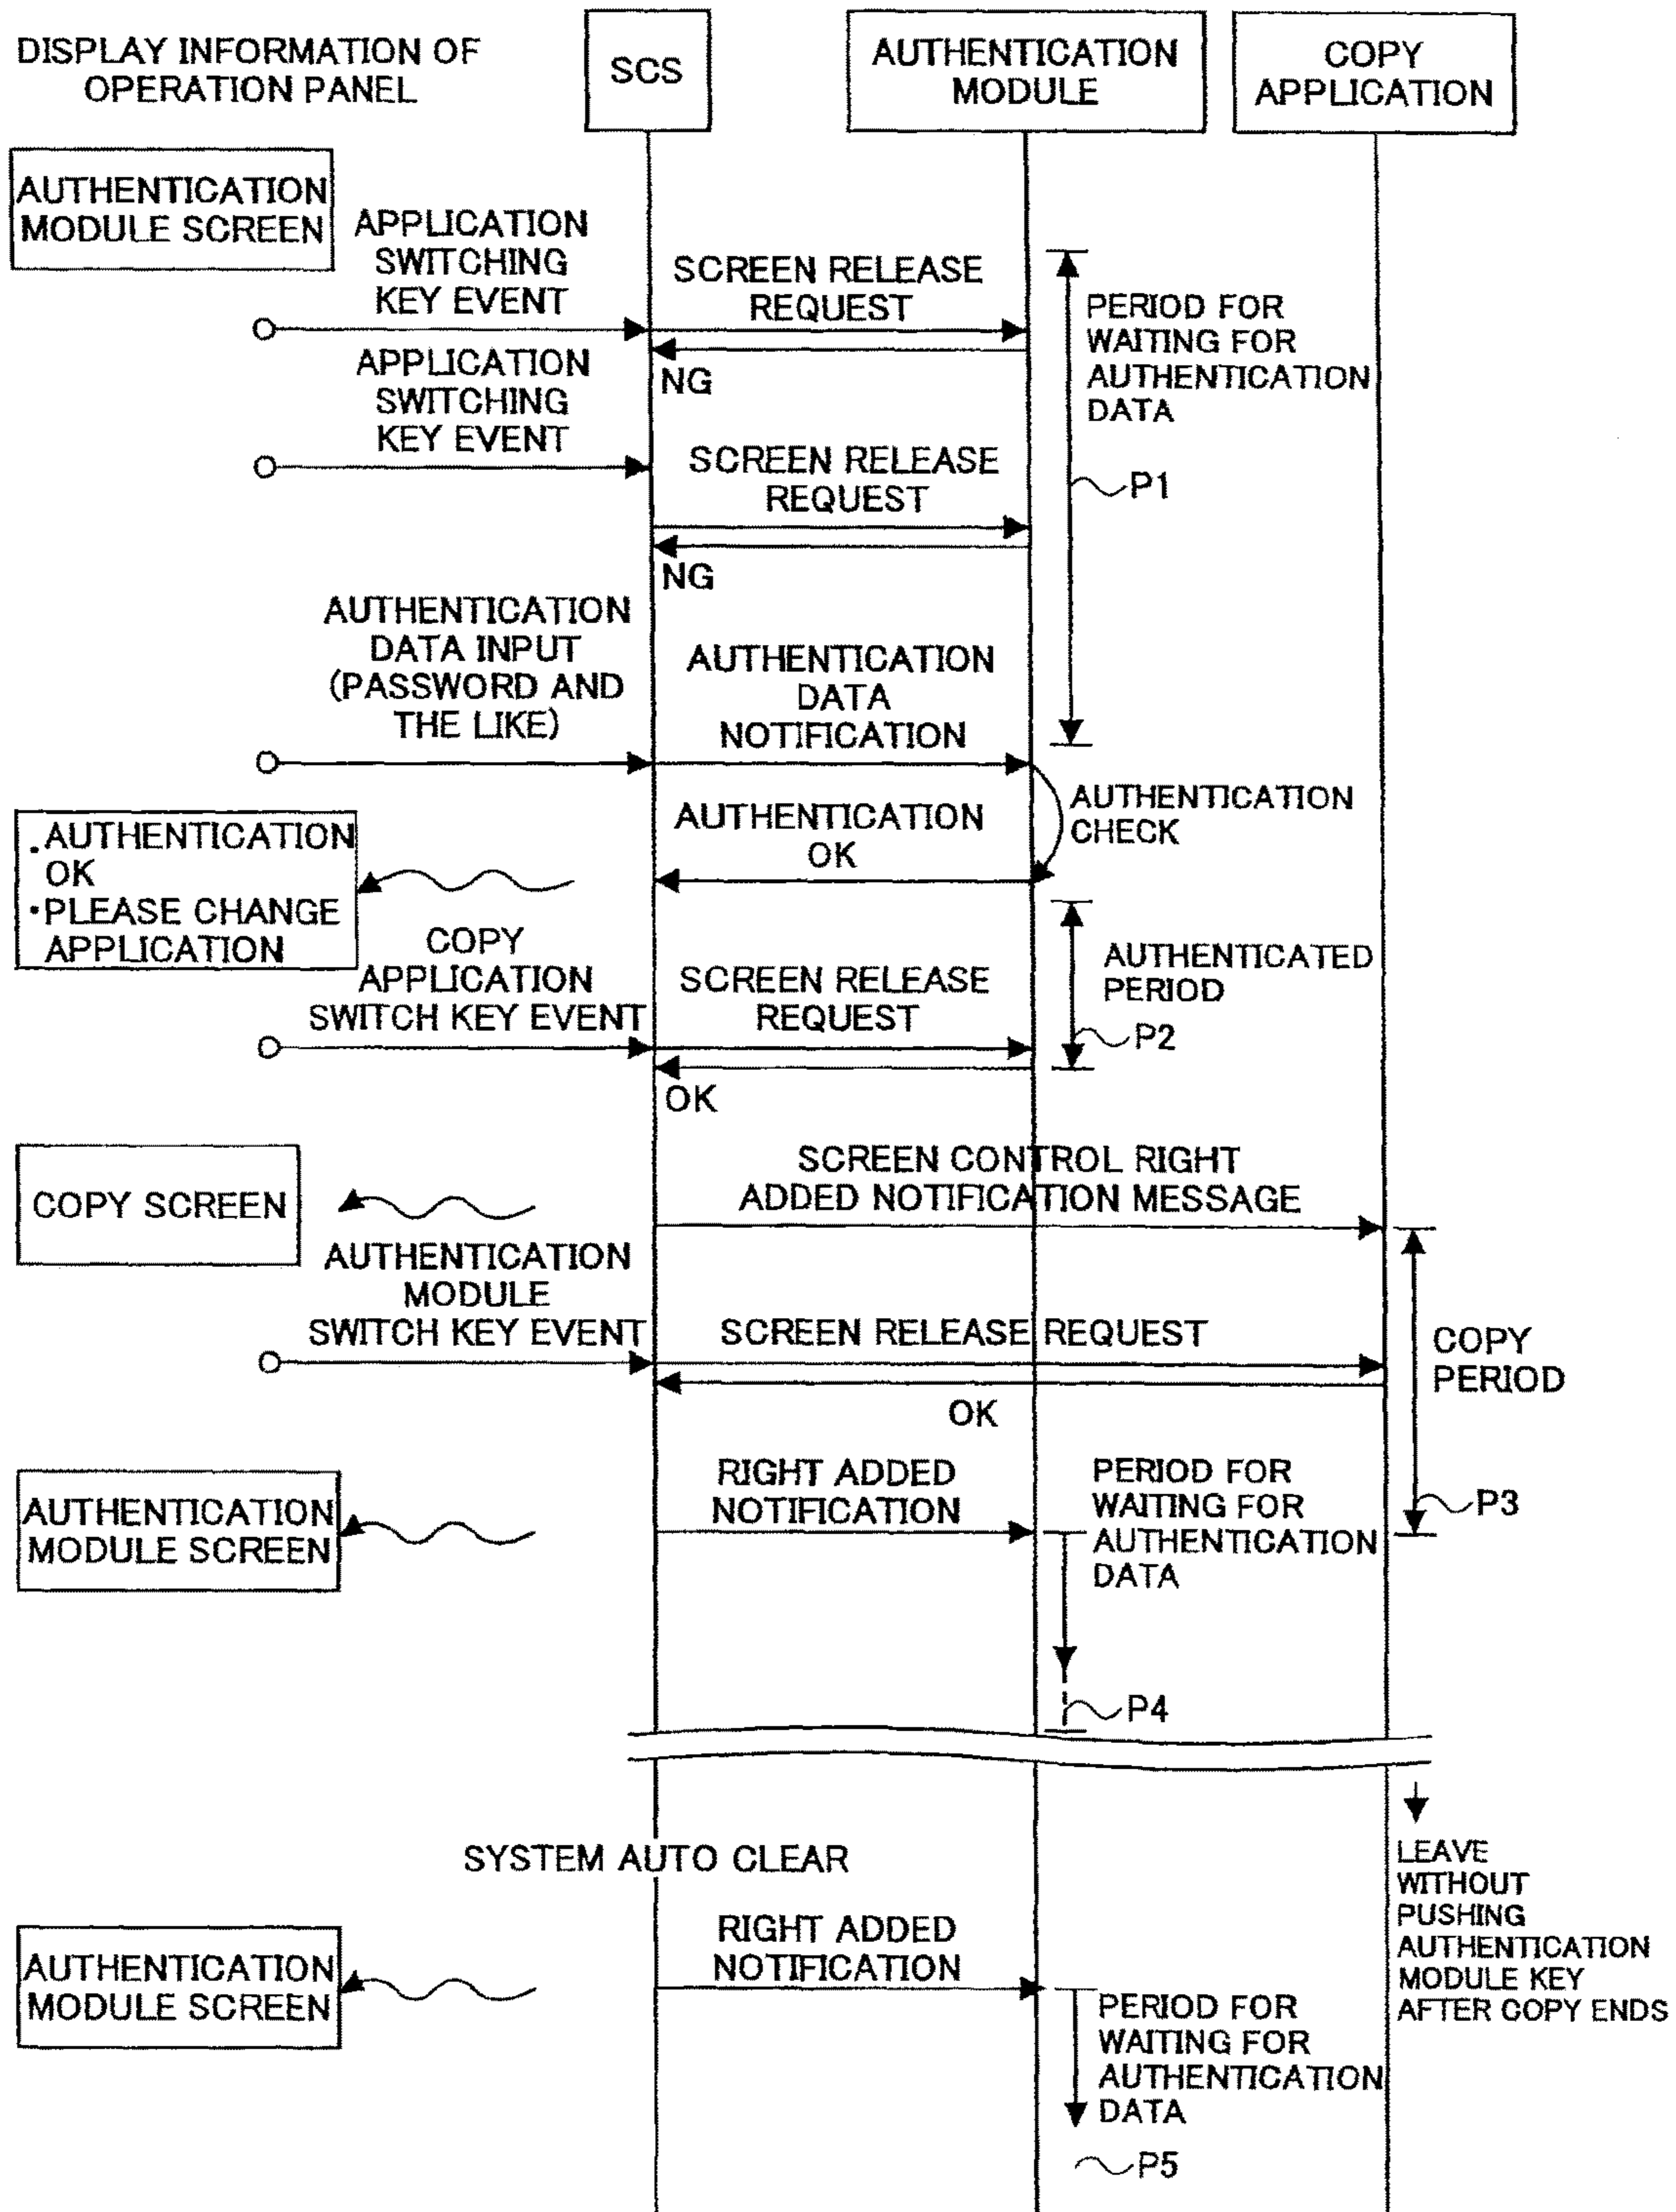 DISPLAY INFORMATION OF
OPERATION PANEL
SCS
AUTHENTICATION
MODULE
COPY
APPLICATION
AUTHENTICATION
MODULE SCREEN
APPLICATION
SWITCHING
KEY EVENT
SCREEN RELEASE
REQUEST
NG
PERIOD FOR
WAITING FOR
AUTHENTICATION
DATA
P1
APPLICATION
SWITCHING
KEY EVENT
SCREEN RELEASE
REQUEST
NG
AUTHENTICATION
DATA INPUT
(PASSWORD AND
THE LIKE)
AUTHENTICATION
DATA
NOTIFICATION
AUTHENTICATION
CHECK
AUTHENTICATION
OK
. AUTHENTICATION
OK
・PLEASE CHANGE
APPLICATION
COPY
APPLICATION
SWITCH KEY EVENT
SCREEN RELEASE
REQUEST
OK
AUTHENTICATED
PERIOD
P2
COPY SCREEN
SCREEN CONTROL RIGHT
ADDED NOTIFICATION MESSAGE
AUTHENTICATION
MODULE
SWITCH KEY EVENT
SCREEN RELEASE REQUEST
OK
COPY
PERIOD
P3
AUTHENTICATION
MODULE SCREEN
RIGHT ADDED
NOTIFICATION
PERIOD FOR
WAITING FOR
AUTHENTICATION
DATA
P4
SYSTEM AUTO CLEAR
LEAVE
WITHOUT
PUSHING
AUTHENTICATION
MODULE KEY
AFTER COPY ENDS
AUTHENTICATION
MODULE SCREEN
RIGHT ADDED
NOTIFICATION
PERIOD FOR
WAITING FOR
AUTHENTICATION
DATA
P5